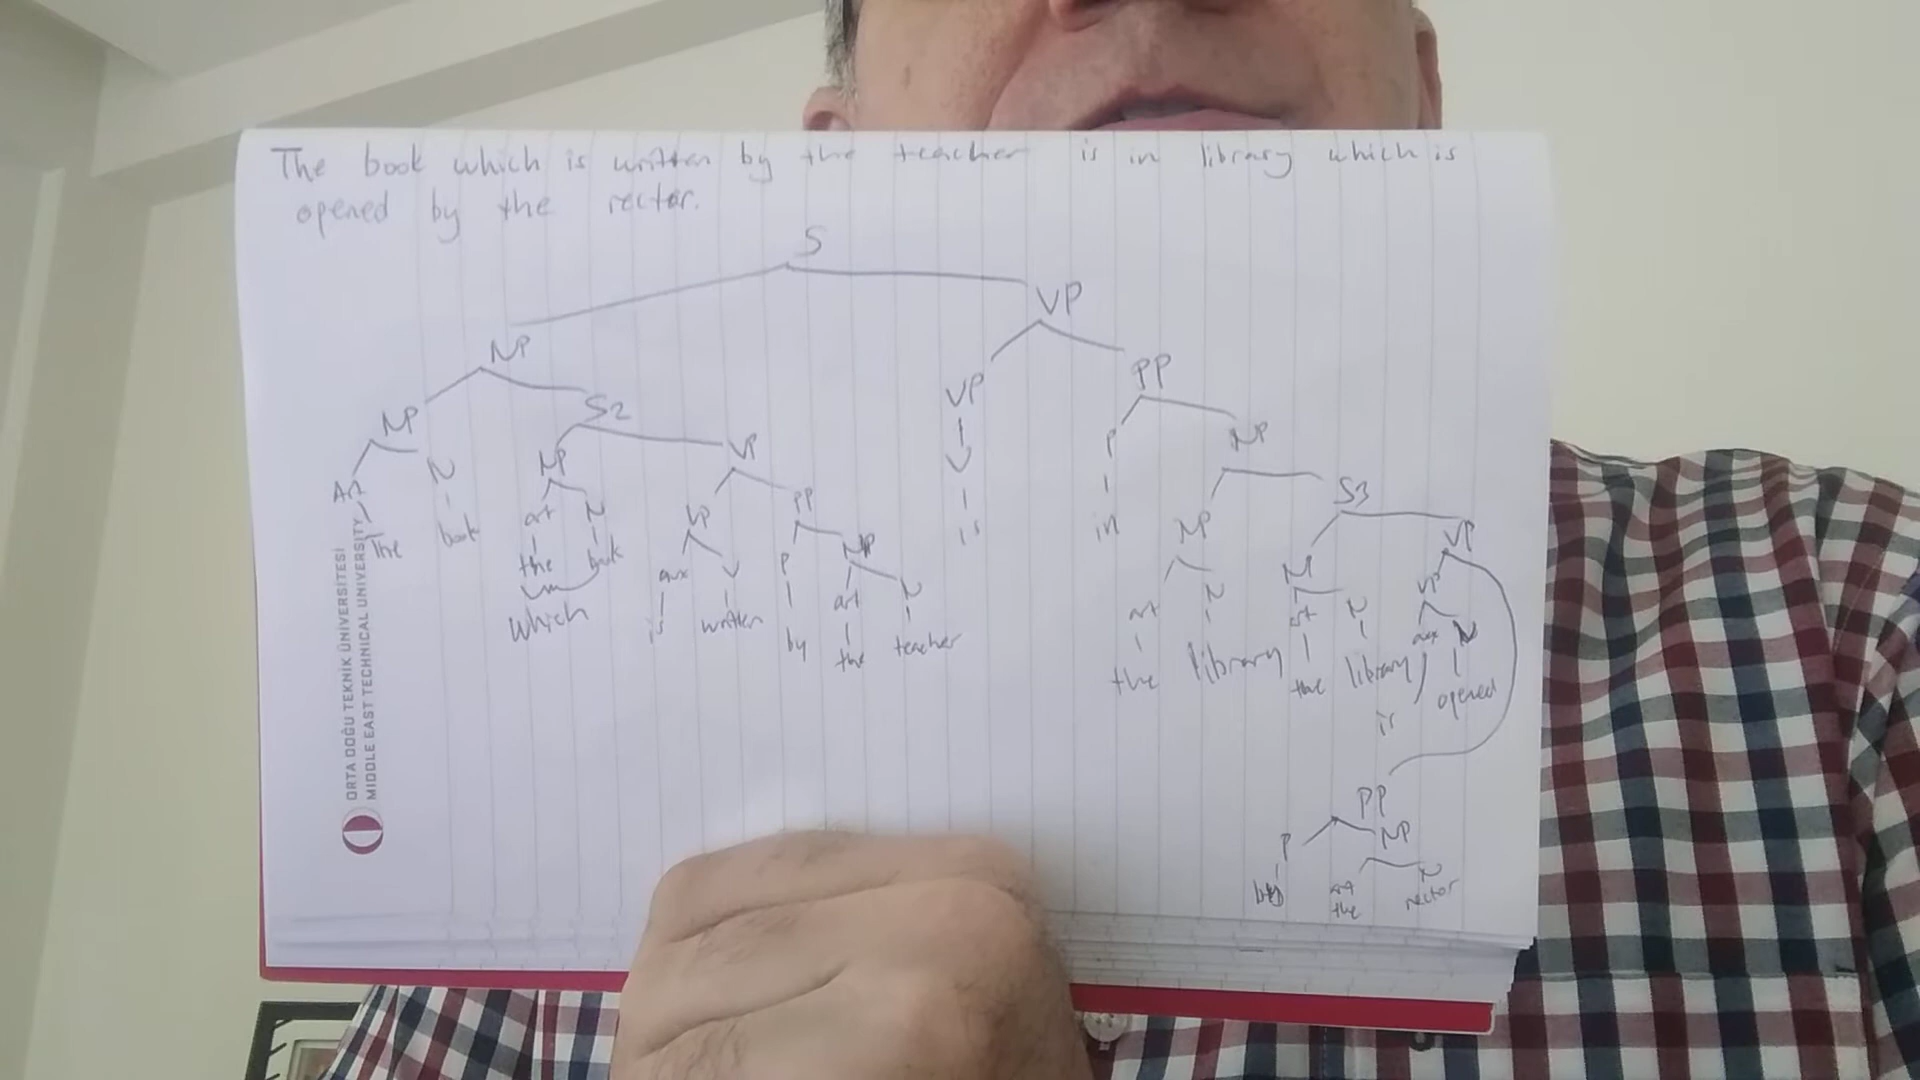 The book which is written by the teacher is in library which is
opened by the rector.
S
NP VP
NP S2 VP PP
Art N NP VP V P NP
The book art N VP PP is in NP S3
the book aux V P NP art N N VP
which is written by art N the library art N VP
the teacher the library aux V
is opened
PP
P NP
by art N
the rector
ORTA DOĞU TEKNİK ÜNİVERSİTESİ
MIDDLE EAST TECHNICAL UNIVERSITY